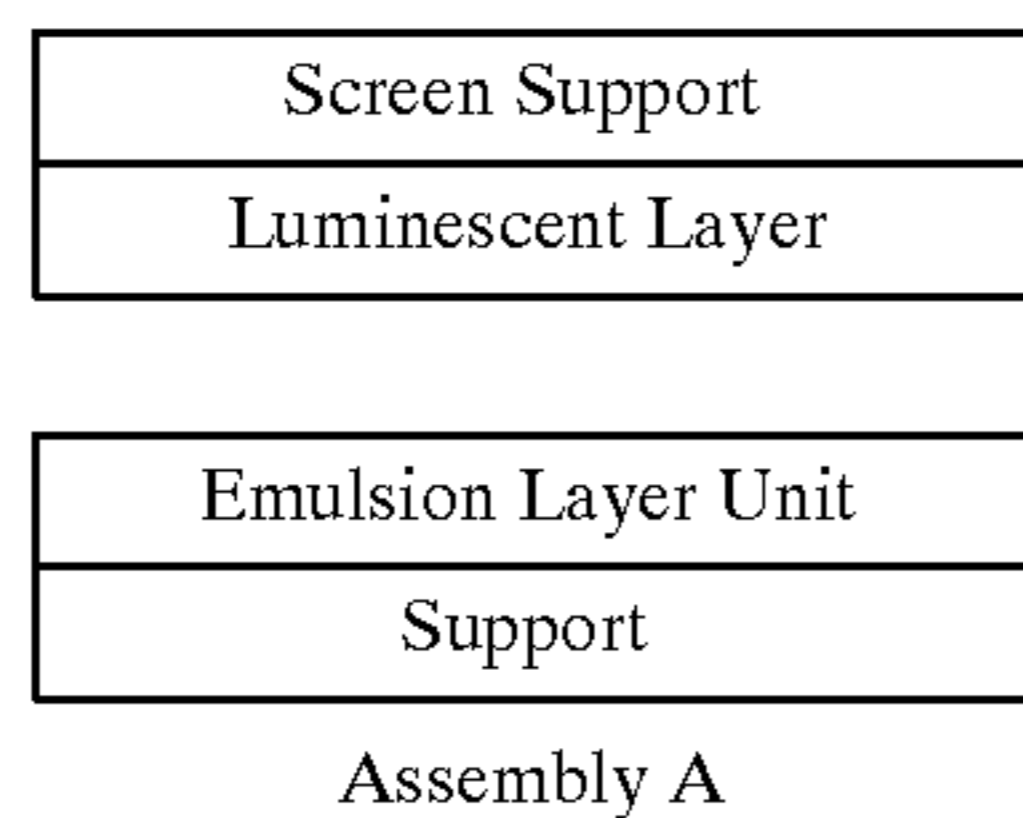 Screen Support
Luminescent Layer
Emulsion Layer Unit
Support
Assembly A